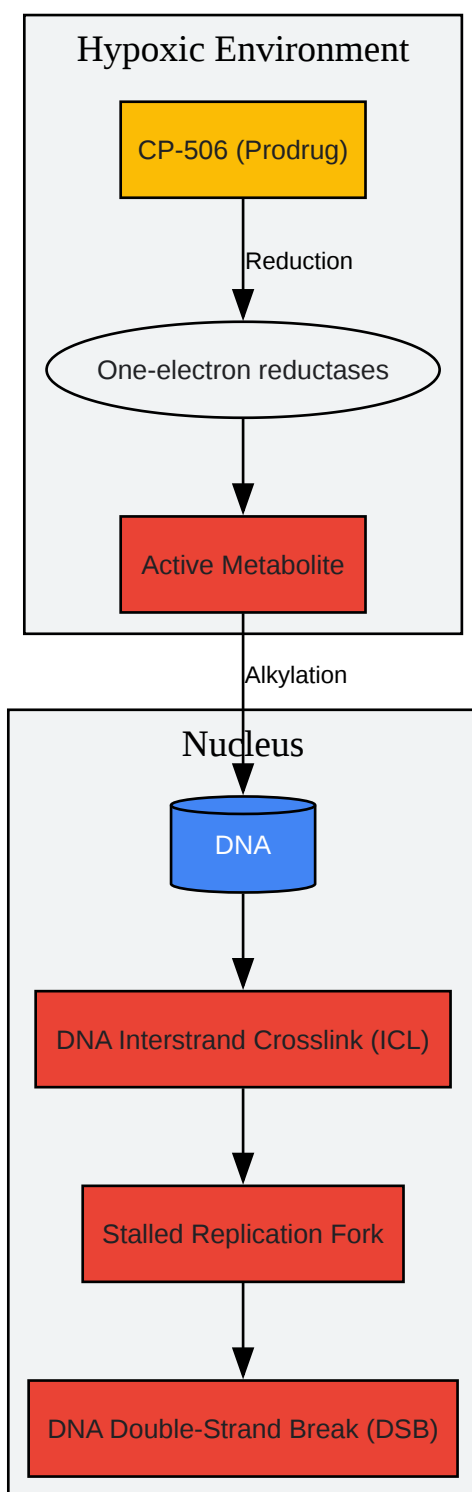 Hypoxic Environment
CP-506 (Prodrug)
Reduction
One-electron reductases
Active Metabolite
Alkylation
Nucleus
DNA
DNA Interstrand Crosslink (ICL)
Stalled Replication Fork
DNA Double-Strand Break (DSB)